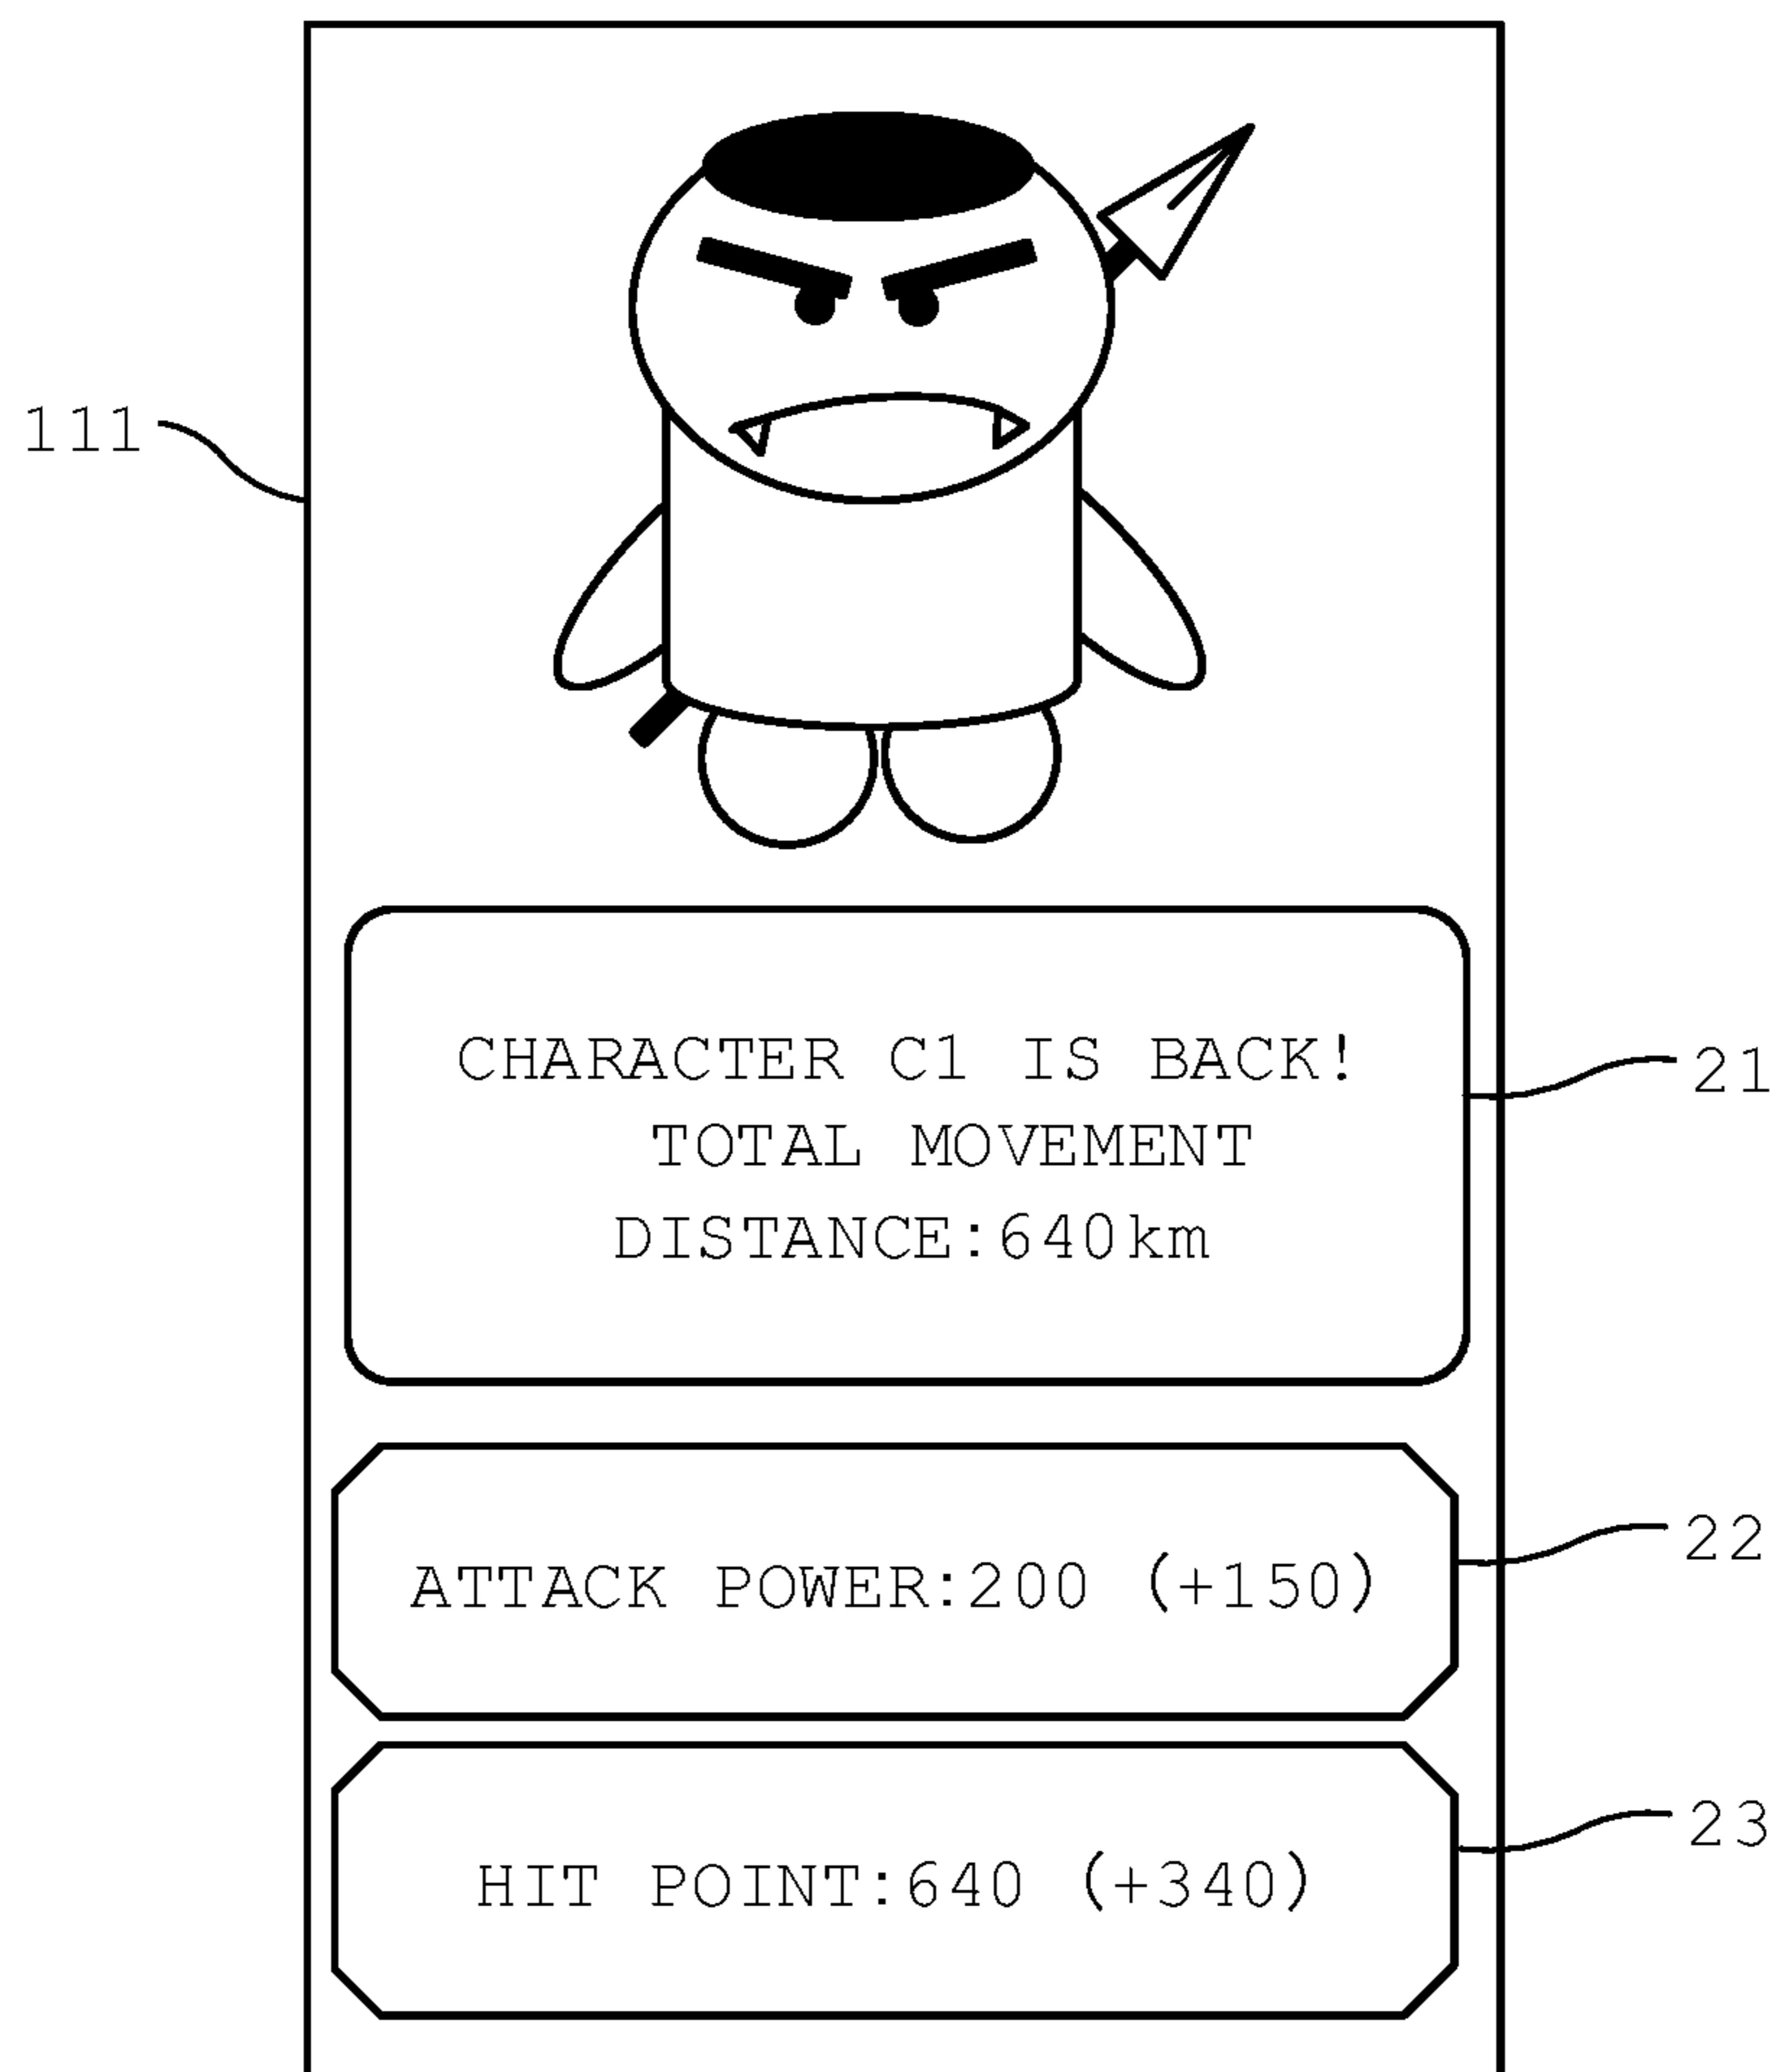 111
CHARACTER C1 IS BACK!
TOTAL MOVEMENT
DISTANCE:640km
21
ATTACK POWER:200 (+150)
22
HIT POINT:640 (+340)
23